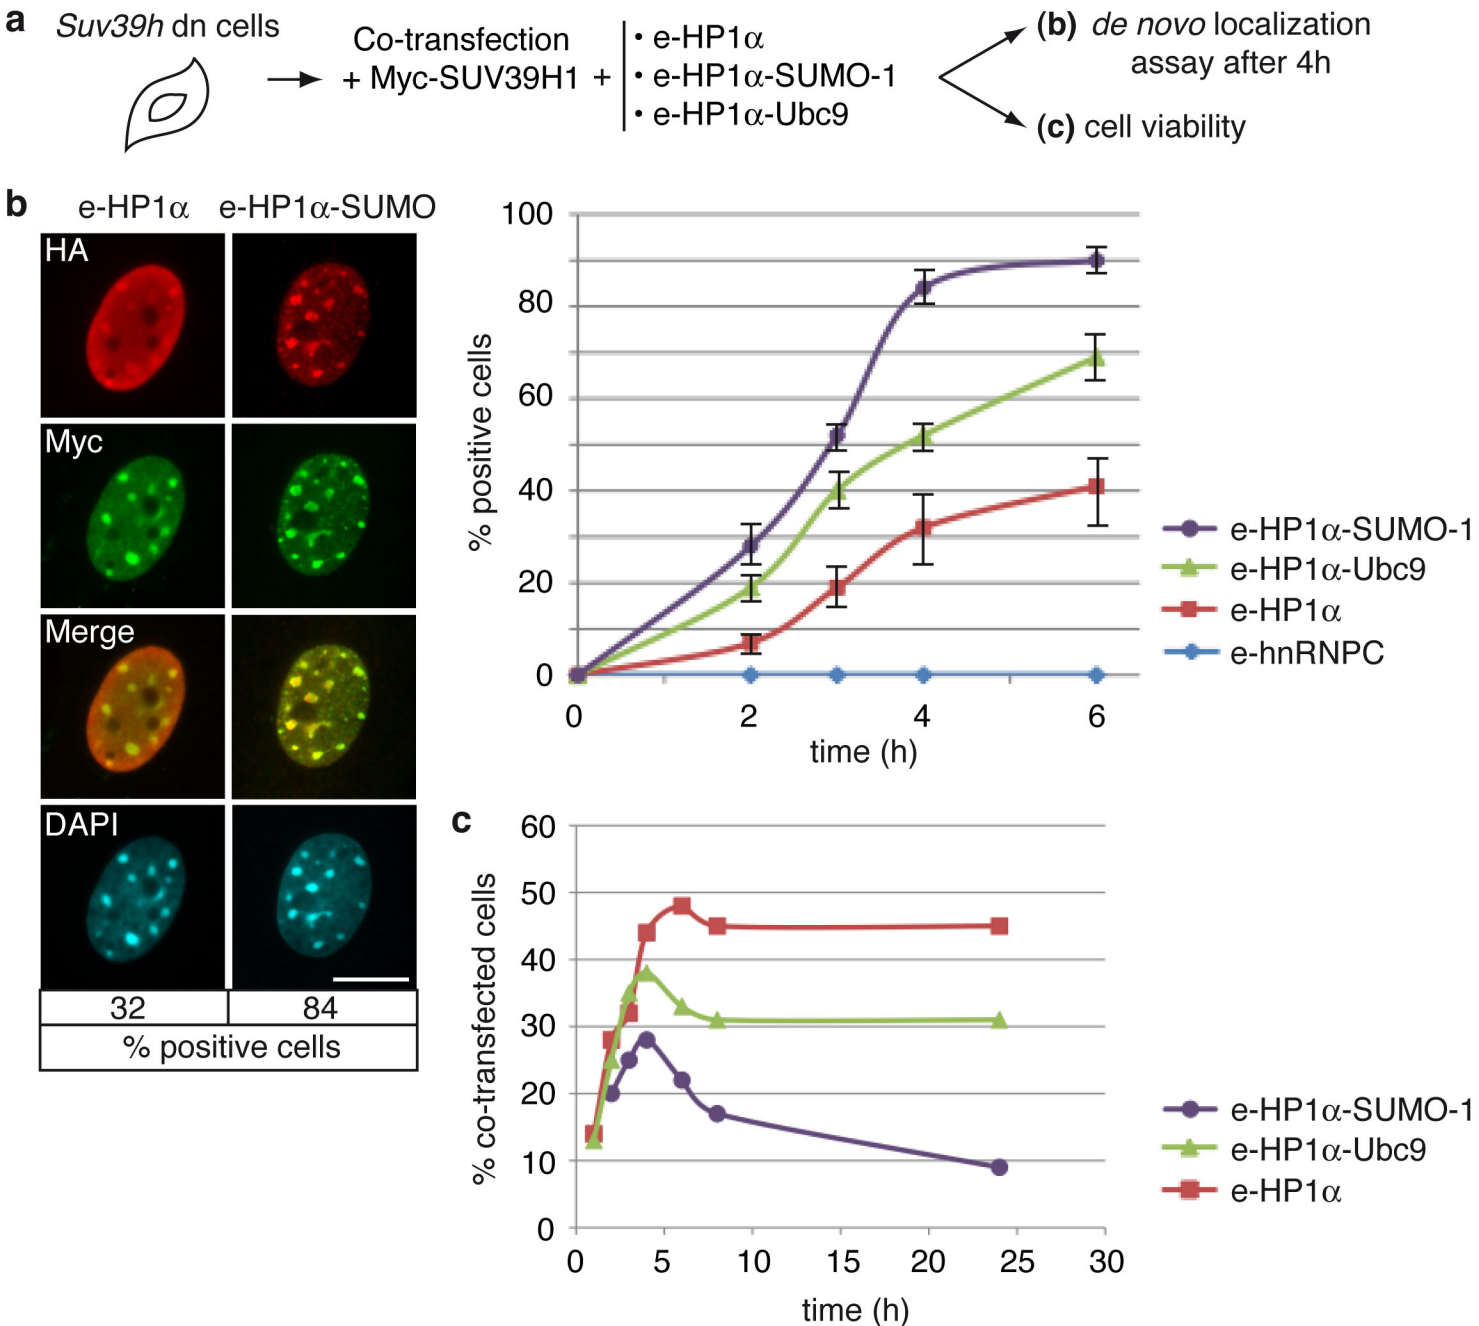 a
Suv39h dn cells
Co-transfection
+ Myc-SUV39H1 +
• e-HP1α
• e-HP1α-SUMO-1
• e-HP1α-Ubc9
(b) de novo localization
assay after 4h
(c) cell viability
b
e-HP1α e-HP1α-SUMO
HA
Myc
Merge
DAPI
32 84
% positive cells
% positive cells
100
80
60
40
20
0
0 2 4 6
time (h)
e-HP1α-SUMO-1
e-HP1α-Ubc9
e-HP1α
e-hnRNPC
c
% co-transfected cells
60
50
40
30
20
10
0
0 5 10 15 20 25 30
time (h)
e-HP1α-SUMO-1
e-HP1α-Ubc9
e-HP1α